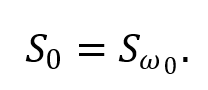 S₀ = S_{ω₀}.